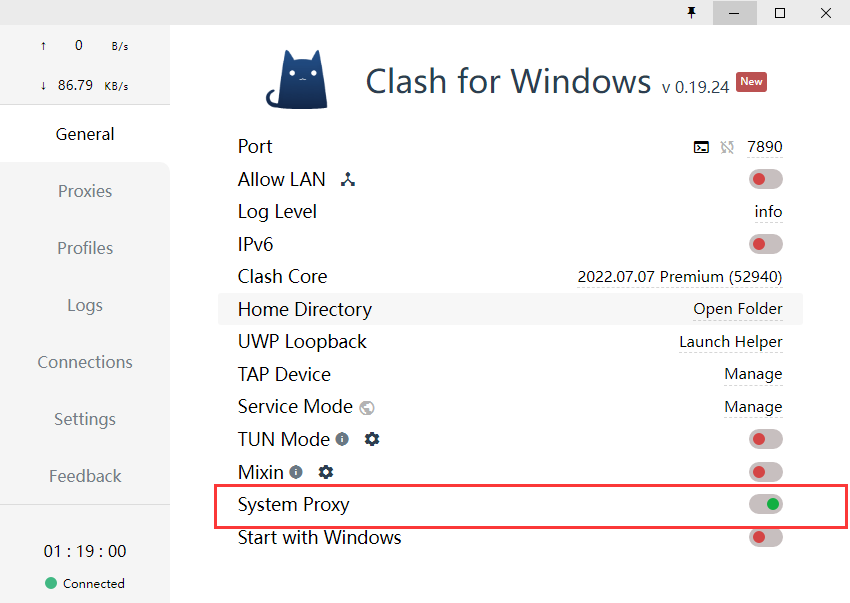 ↑ 0 B/s
↓ 86.79 KB/s
General
Proxies
Profiles
Logs
Connections
Settings
Feedback
01 : 19 : 00
Connected
Clash for Windows v 0.19.24 New
Port 7890
Allow LAN
Log Level info
IPv6
Clash Core 2022.07.07 Premium (52940)
Home Directory Open Folder
UWP Loopback Launch Helper
TAP Device Manage
Service Mode Manage
TUN Mode
Mixin
System Proxy
Start with Windows